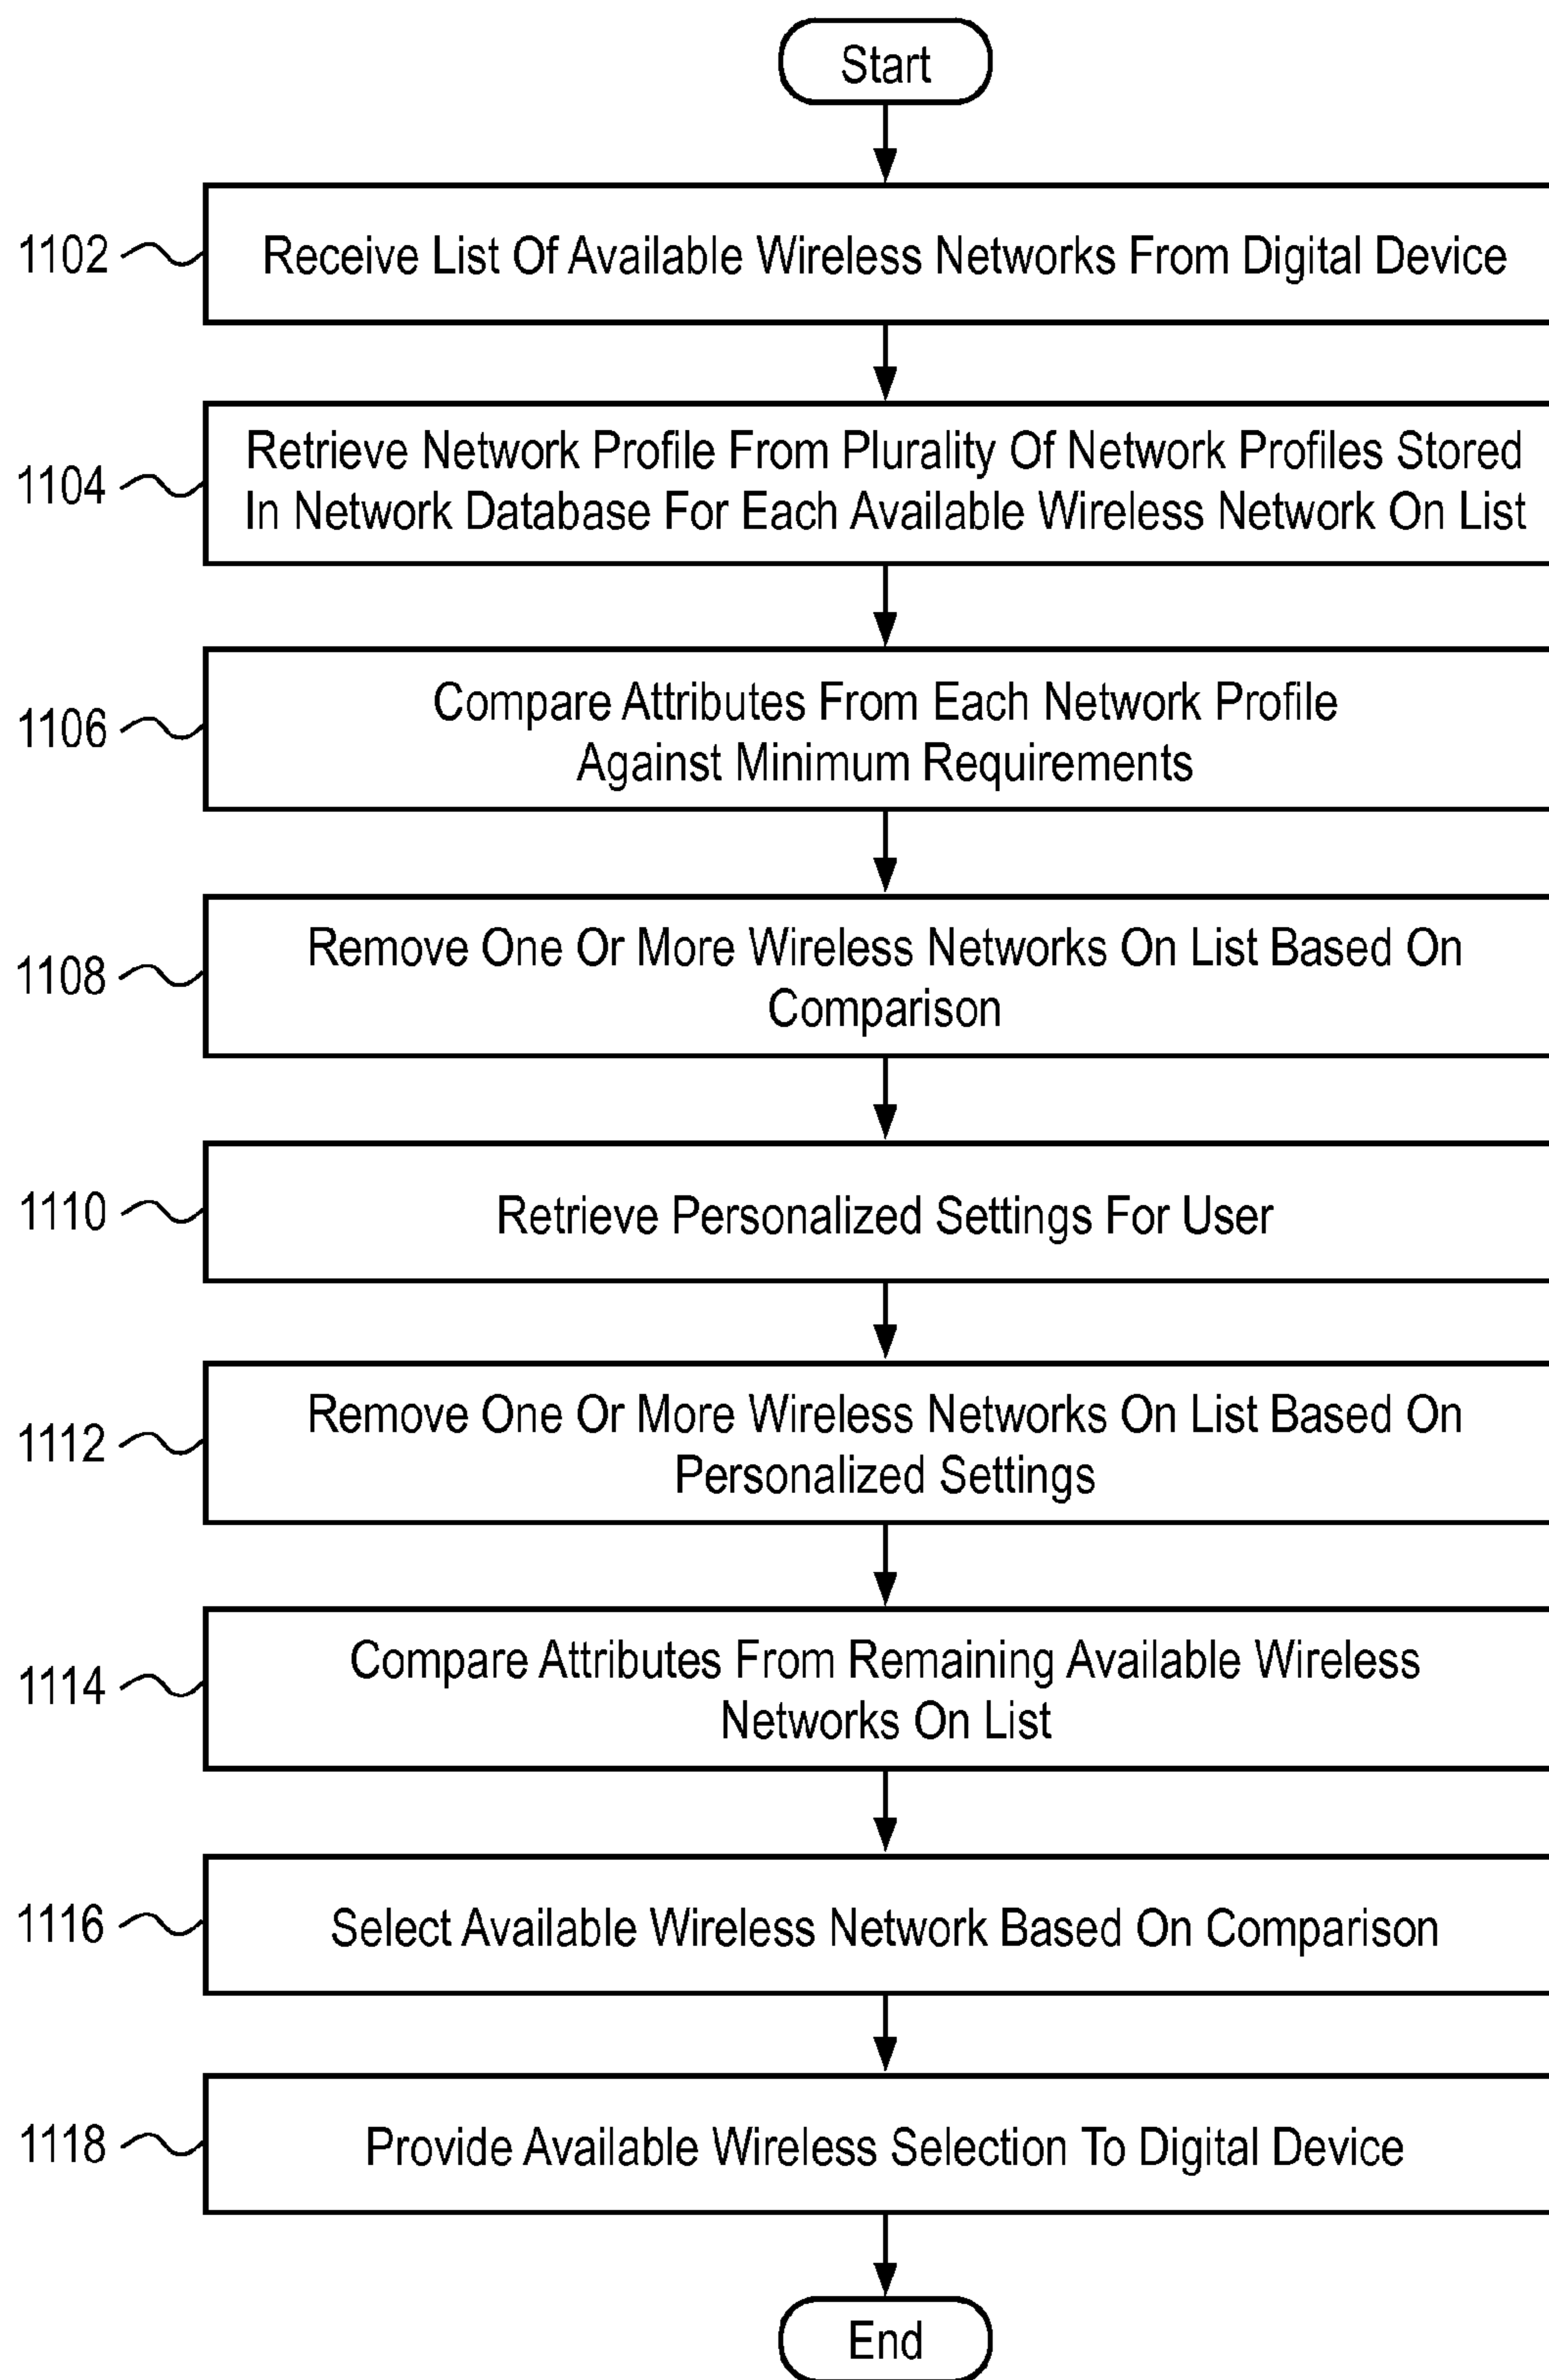 Start
1102
Receive List Of Available Wireless Networks From Digital Device
1104
Retrieve Network Profile From Plurality Of Network Profiles Stored
In Network Database For Each Available Wireless Network On List
1106
Compare Attributes From Each Network Profile
Against Minimum Requirements
1108
Remove One Or More Wireless Networks On List Based On
Comparison
1110
Retrieve Personalized Settings For User
1112
Remove One Or More Wireless Networks On List Based On
Personalized Settings
1114
Compare Attributes From Remaining Available Wireless
Networks On List
1116
Select Available Wireless Network Based On Comparison
1118
Provide Available Wireless Selection To Digital Device
End